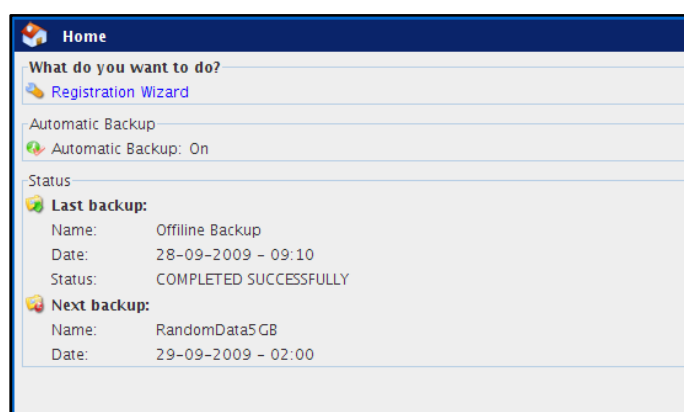 Home
What do you want to do?
Registration Wizard
Automatic Backup
Automatic Backup: On
Status
Last backup:
Name: Offiline Backup
Date: 28-09-2009 - 09:10
Status: COMPLETED SUCCESSFULLY
Next backup:
Name: RandomData5GB
Date: 29-09-2009 - 02:00